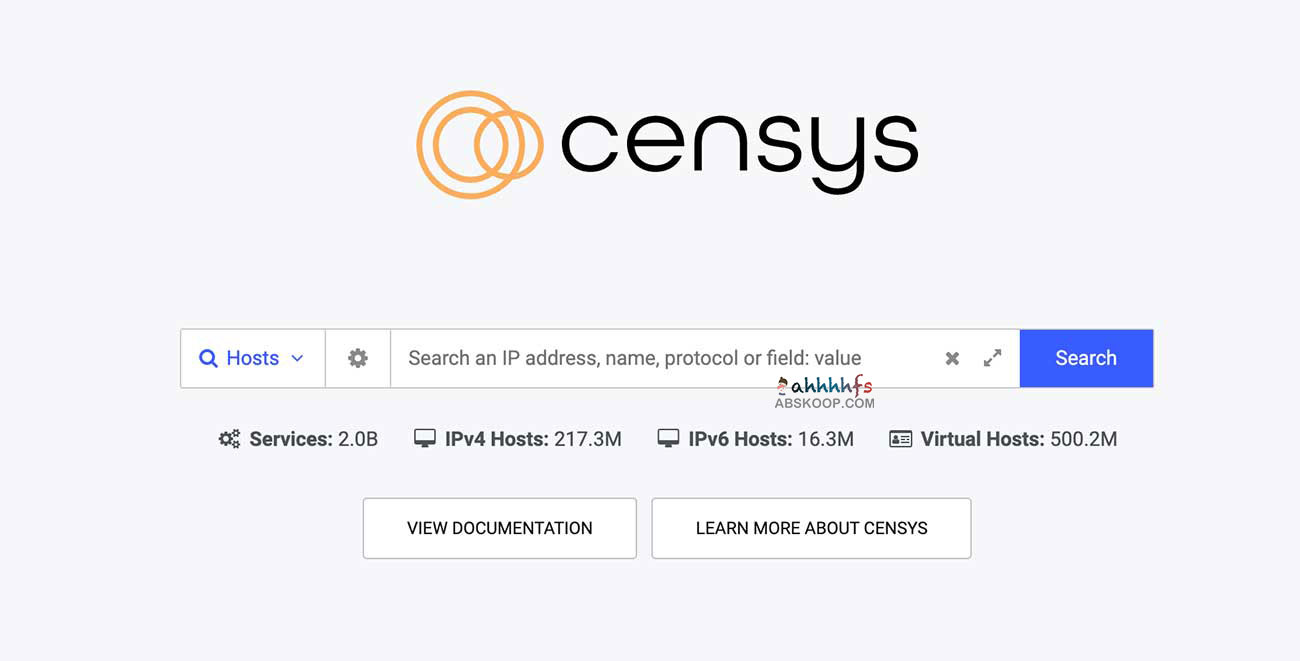 censys
Hosts
Search an IP address, name, protocol or field: value
Search
ahhhhfs
ABSKOOP.COM
Services: 2.0B
IPv4 Hosts: 217.3M
IPv6 Hosts: 16.3M
Virtual Hosts: 500.2M
VIEW DOCUMENTATION
LEARN MORE ABOUT CENSYS